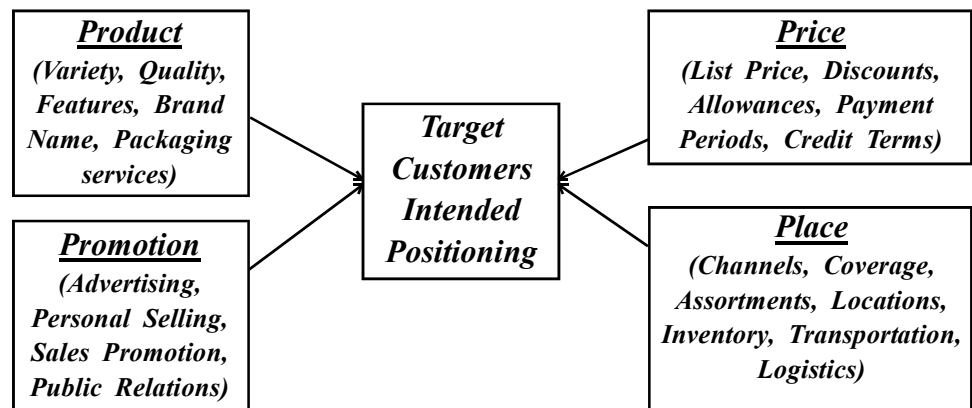 Product
(Variety, Quality,
Features, Brand
Name, Packaging
services)
Promotion
(Advertising,
Personal Selling,
Sales Promotion,
Public Relations)
Target
Customers
Intended
Positioning
Price
(List Price, Discounts,
Allowances, Payment
Periods, Credit Terms)
Place
(Channels, Coverage,
Assortments, Locations,
Inventory, Transportation,
Logistics)